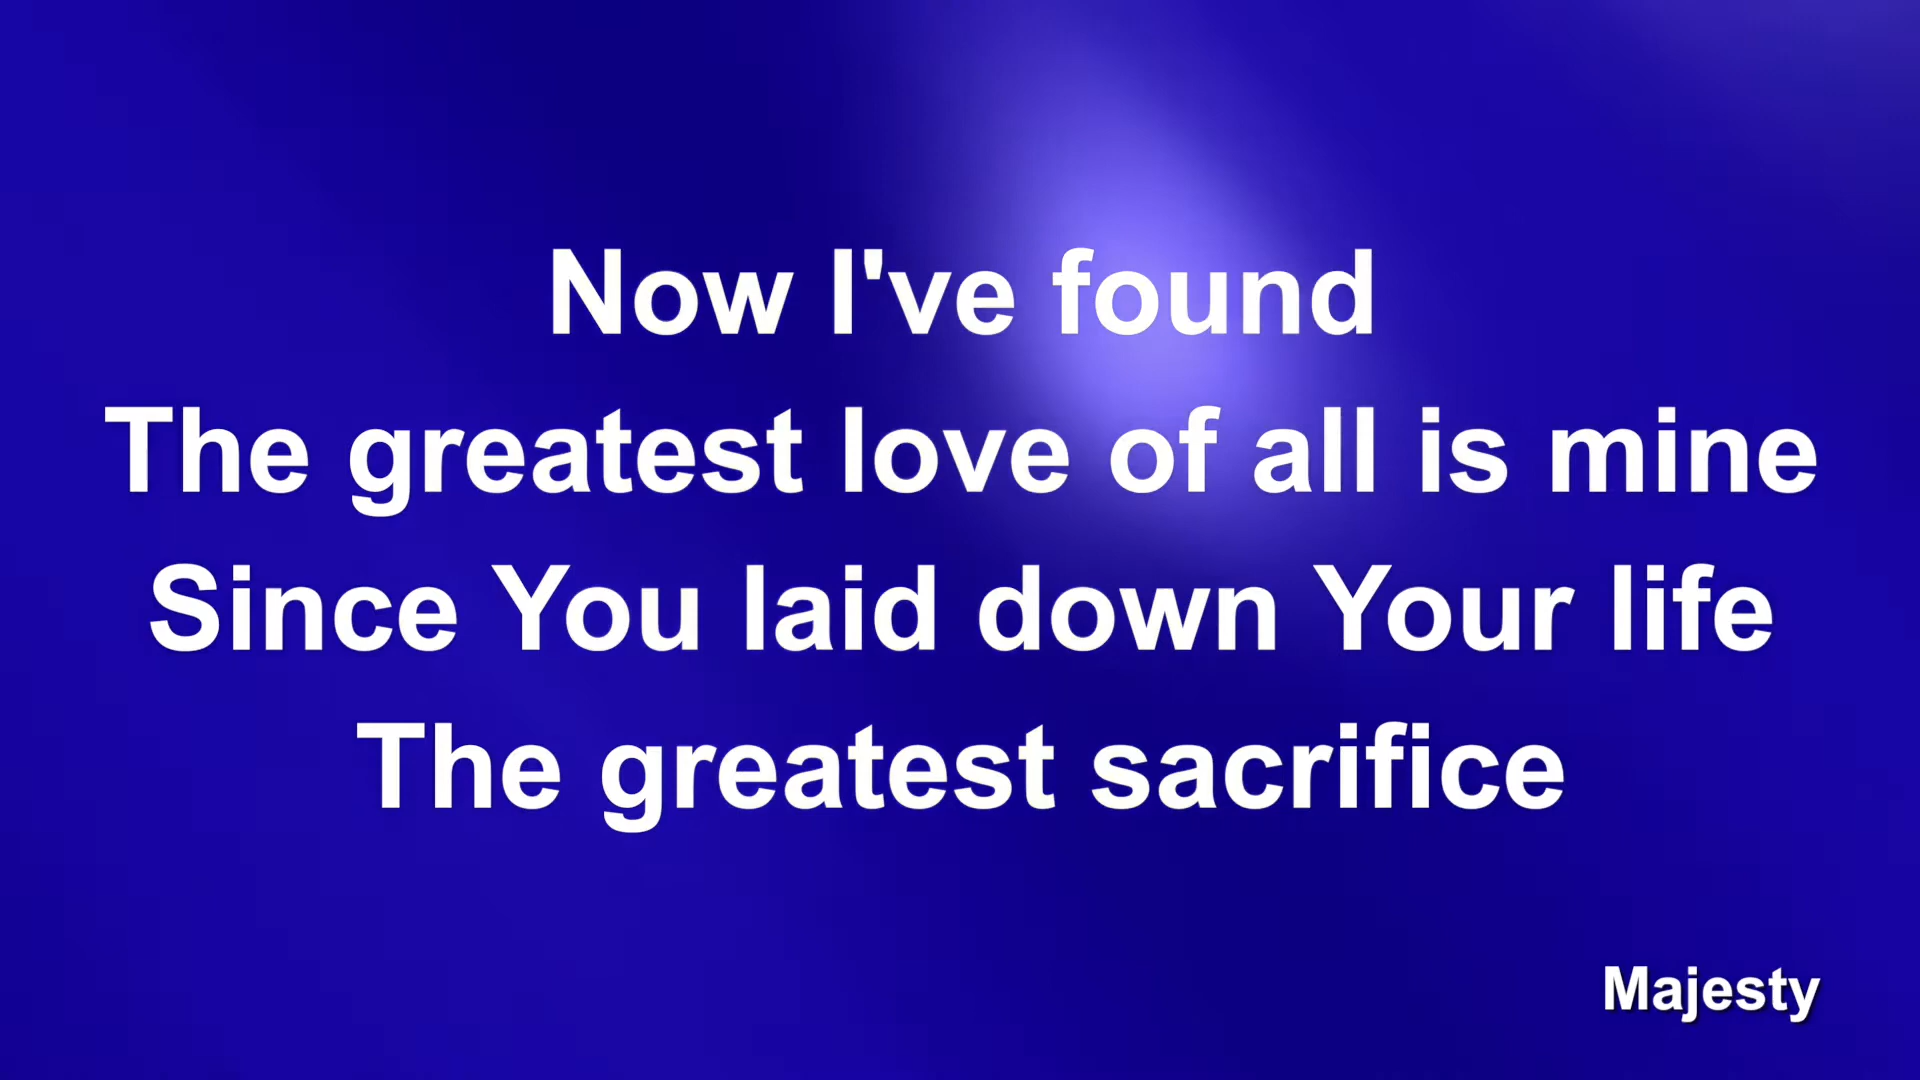 Now I've found
The greatest love of all is mine
Since You laid down Your life
The greatest sacrifice
Majesty